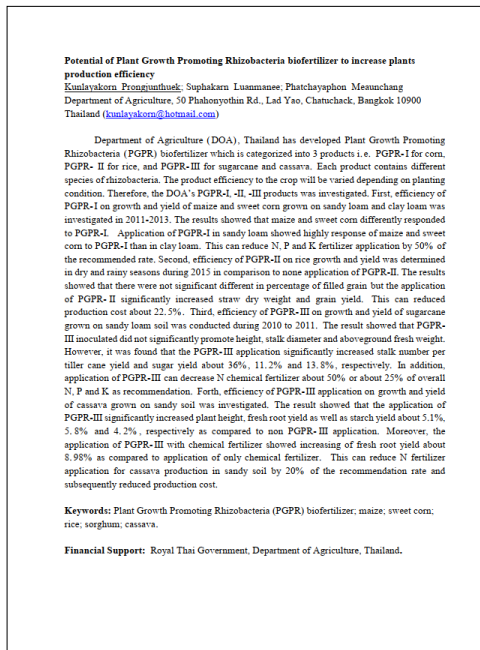 Potential of Plant Growth Promoting Rhizobacteria biofertilizer to increase plants
production efficiency
Kunlayakorn Prongjunthuek; Suphakarn Luanmanee; Phatchayaphon Meaunchang
Department of Agriculture, 50 Phahonyothin Rd., Lad Yao, Chatuchack, Bangkok 10900
Thailand (kunlayakorn@hotmail.com)
Department of Agriculture (DOA), Thailand has developed Plant Growth Promoting
Rhizobacteria (PGPR) biofertilizer which is categorized into 3 products i.e. PGPR-I for corn,
PGPR- II for rice, and PGPR-III for sugarcane and cassava. Each product contains different
species of rhizobacteria. The product efficiency to the crop will be varied depending on planting
condition. Therefore, the DOA's PGPR-I, -II, -III products was investigated. First, efficiency of
PGPR-I on growth and yield of maize and sweet corn grown on sandy loam and clay loam was
investigated in 2011-2013. The results showed that maize and sweet corn differently responded
to PGPR-I. Application of PGPR-I in sandy loam showed highly response of maize and sweet
corn to PGPR-I than in clay loam. This can reduce N, P and K fertilizer application by 50% of
the recommended rate. Second, efficiency of PGPR-II on rice growth and yield was determined
in dry and rainy seasons during 2015 in comparison to none application of PGPR-II. The results
showed that there were not significant different in percentage of filled grain but the application
of PGPR- II significantly increased straw dry weight and grain yield. This can reduced
production cost about 22.5%. Third, efficiency of PGPR-III on growth and yield of sugarcane
grown on sandy loam soil was conducted during 2010 to 2011. The result showed that PGPR-
III inoculated did not significantly promote height, stalk diameter and aboveground fresh weight.
However, it was found that the PGPR-III application significantly increased stalk number per
tiller cane yield and sugar yield about 36%, 11.2% and 13.8%, respectively. In addition,
application of PGPR-III can decrease N chemical fertilizer about 50% or about 25% of overall
N, P and K as recommendation. Forth, efficiency of PGPR-III application on growth and yield
of cassava grown on sandy soil was investigated. The result showed that the application of
PGPR-III significantly increased plant height, fresh root yield as well as starch yield about 5.1%,
5.8% and 4.2%, respectively as compared to non PGPR-III application. Moreover, the
application of PGPR-III with chemical fertilizer showed increasing of fresh root yield about
8.98% as compared to application of only chemical fertilizer. This can reduce N fertilizer
application for cassava production in sandy soil by 20% of the recommendation rate and
subsequently reduced production cost.
Keywords: Plant Growth Promoting Rhizobacteria (PGPR) biofertilizer; maize; sweet corn;
rice; sorghum; cassava.
Financial Support: Royal Thai Government, Department of Agriculture, Thailand.